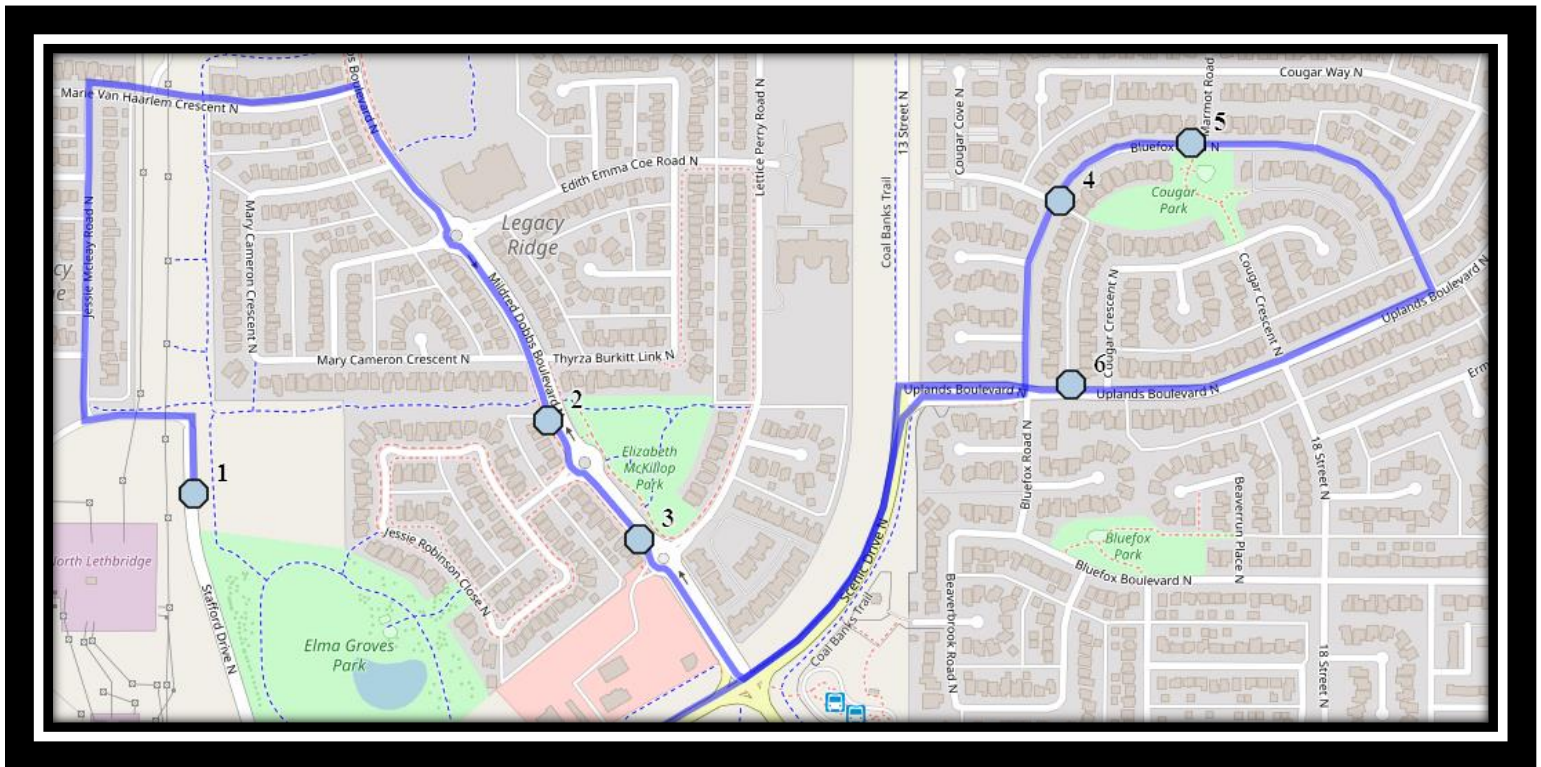 s Boulevard N
Marmot Road
Cougar Way N
Marie Van Haarlem Crescent N
Cougar Cove N
Lettice Perry Road N
13 Street N
5
Bluefox N
Edith Emma Coe Road N
4
Cougar
Park
Legacy
Ridge
Coal Banks Trail
Jessie Mcleay Road N
Mary Cameron Crescent N
cy
e
Mildred Dobbs Boulevard N
Cougar Crescent N
Cougar Crescent N
Uplands Boulevard N
Mary Cameron Crescent N
Thyrza Burkitt Link N
6
Uplands Boulevard N
Uplands Boulevard N
Erm
2
Elizabeth
McKillop
Park
1
3
Bluefox Road N
18 Street N
Beaverrun Place N
Jessie Robinson Close N
North Lethbridge
Scenic Drive N
Bluefox
Park
Bluefox Boulevard N
Stafford Drive N
Coal Banks Trail
Beaverbrook Road N
Elma Groves
Park
18 Street N